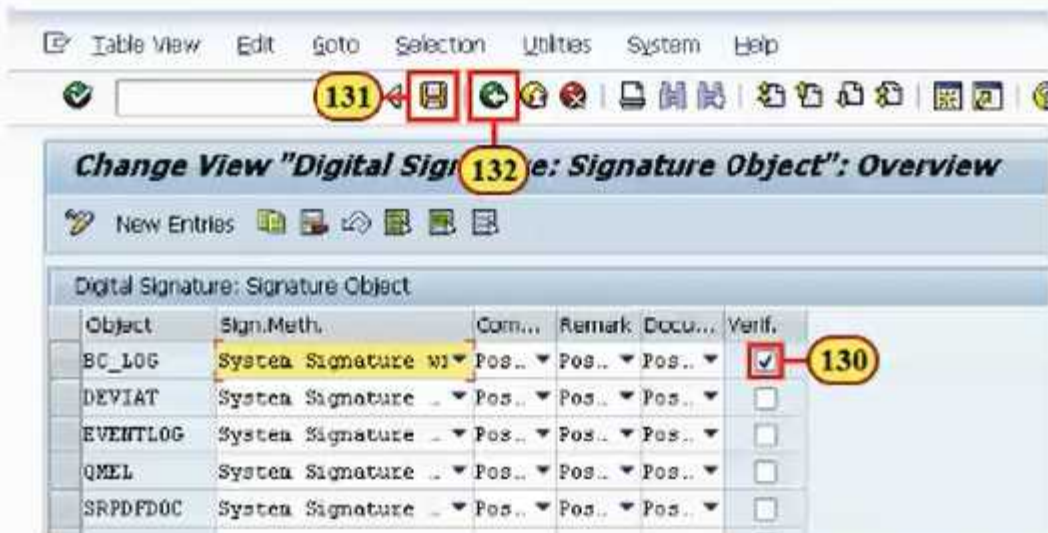 Table View Edit Goto Selection Utilities System Help
131
Change View "Digital Sign e: Signature Object": Overview
132
New Entries
Digital Signature: Signature Object
Object Sign.Meth. Com... Remark Docu... Verif.
BC_LOG System Signature wi Pos.. Pos.. Pos.. 130
DEVIAT System Signature . Pos.. Pos.. Pos..
EVENTLOG System Signature . Pos.. Pos.. Pos..
QMEL System Signature . Pos.. Pos.. Pos..
SRPDFDOC System Signature . Pos.. Pos.. Pos..